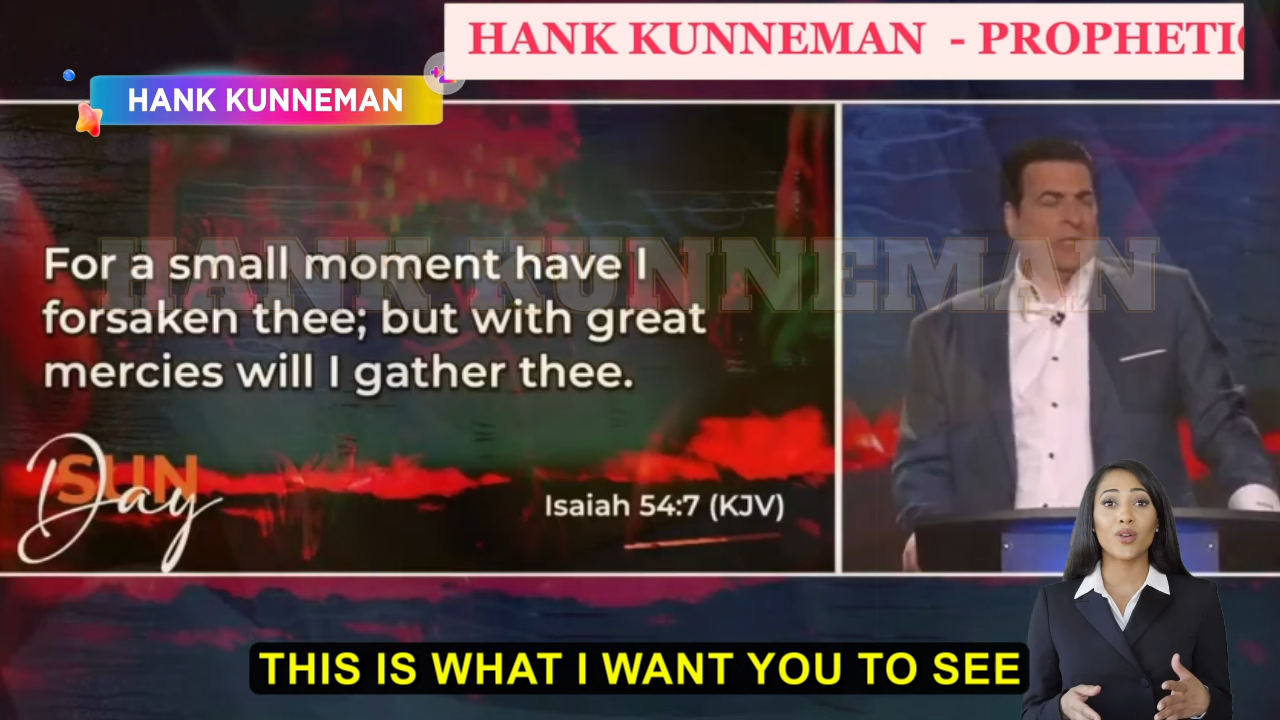 HANK KUNNEMAN - PROPHETI
HANK KUNNEMAN
HANK KUNNEMAN
For a small moment have I
forsaken thee; but with great
mercies will I gather thee.
SUN
Day
Isaiah 54:7 (KJV)
THIS IS WHAT I WANT YOU TO SEE